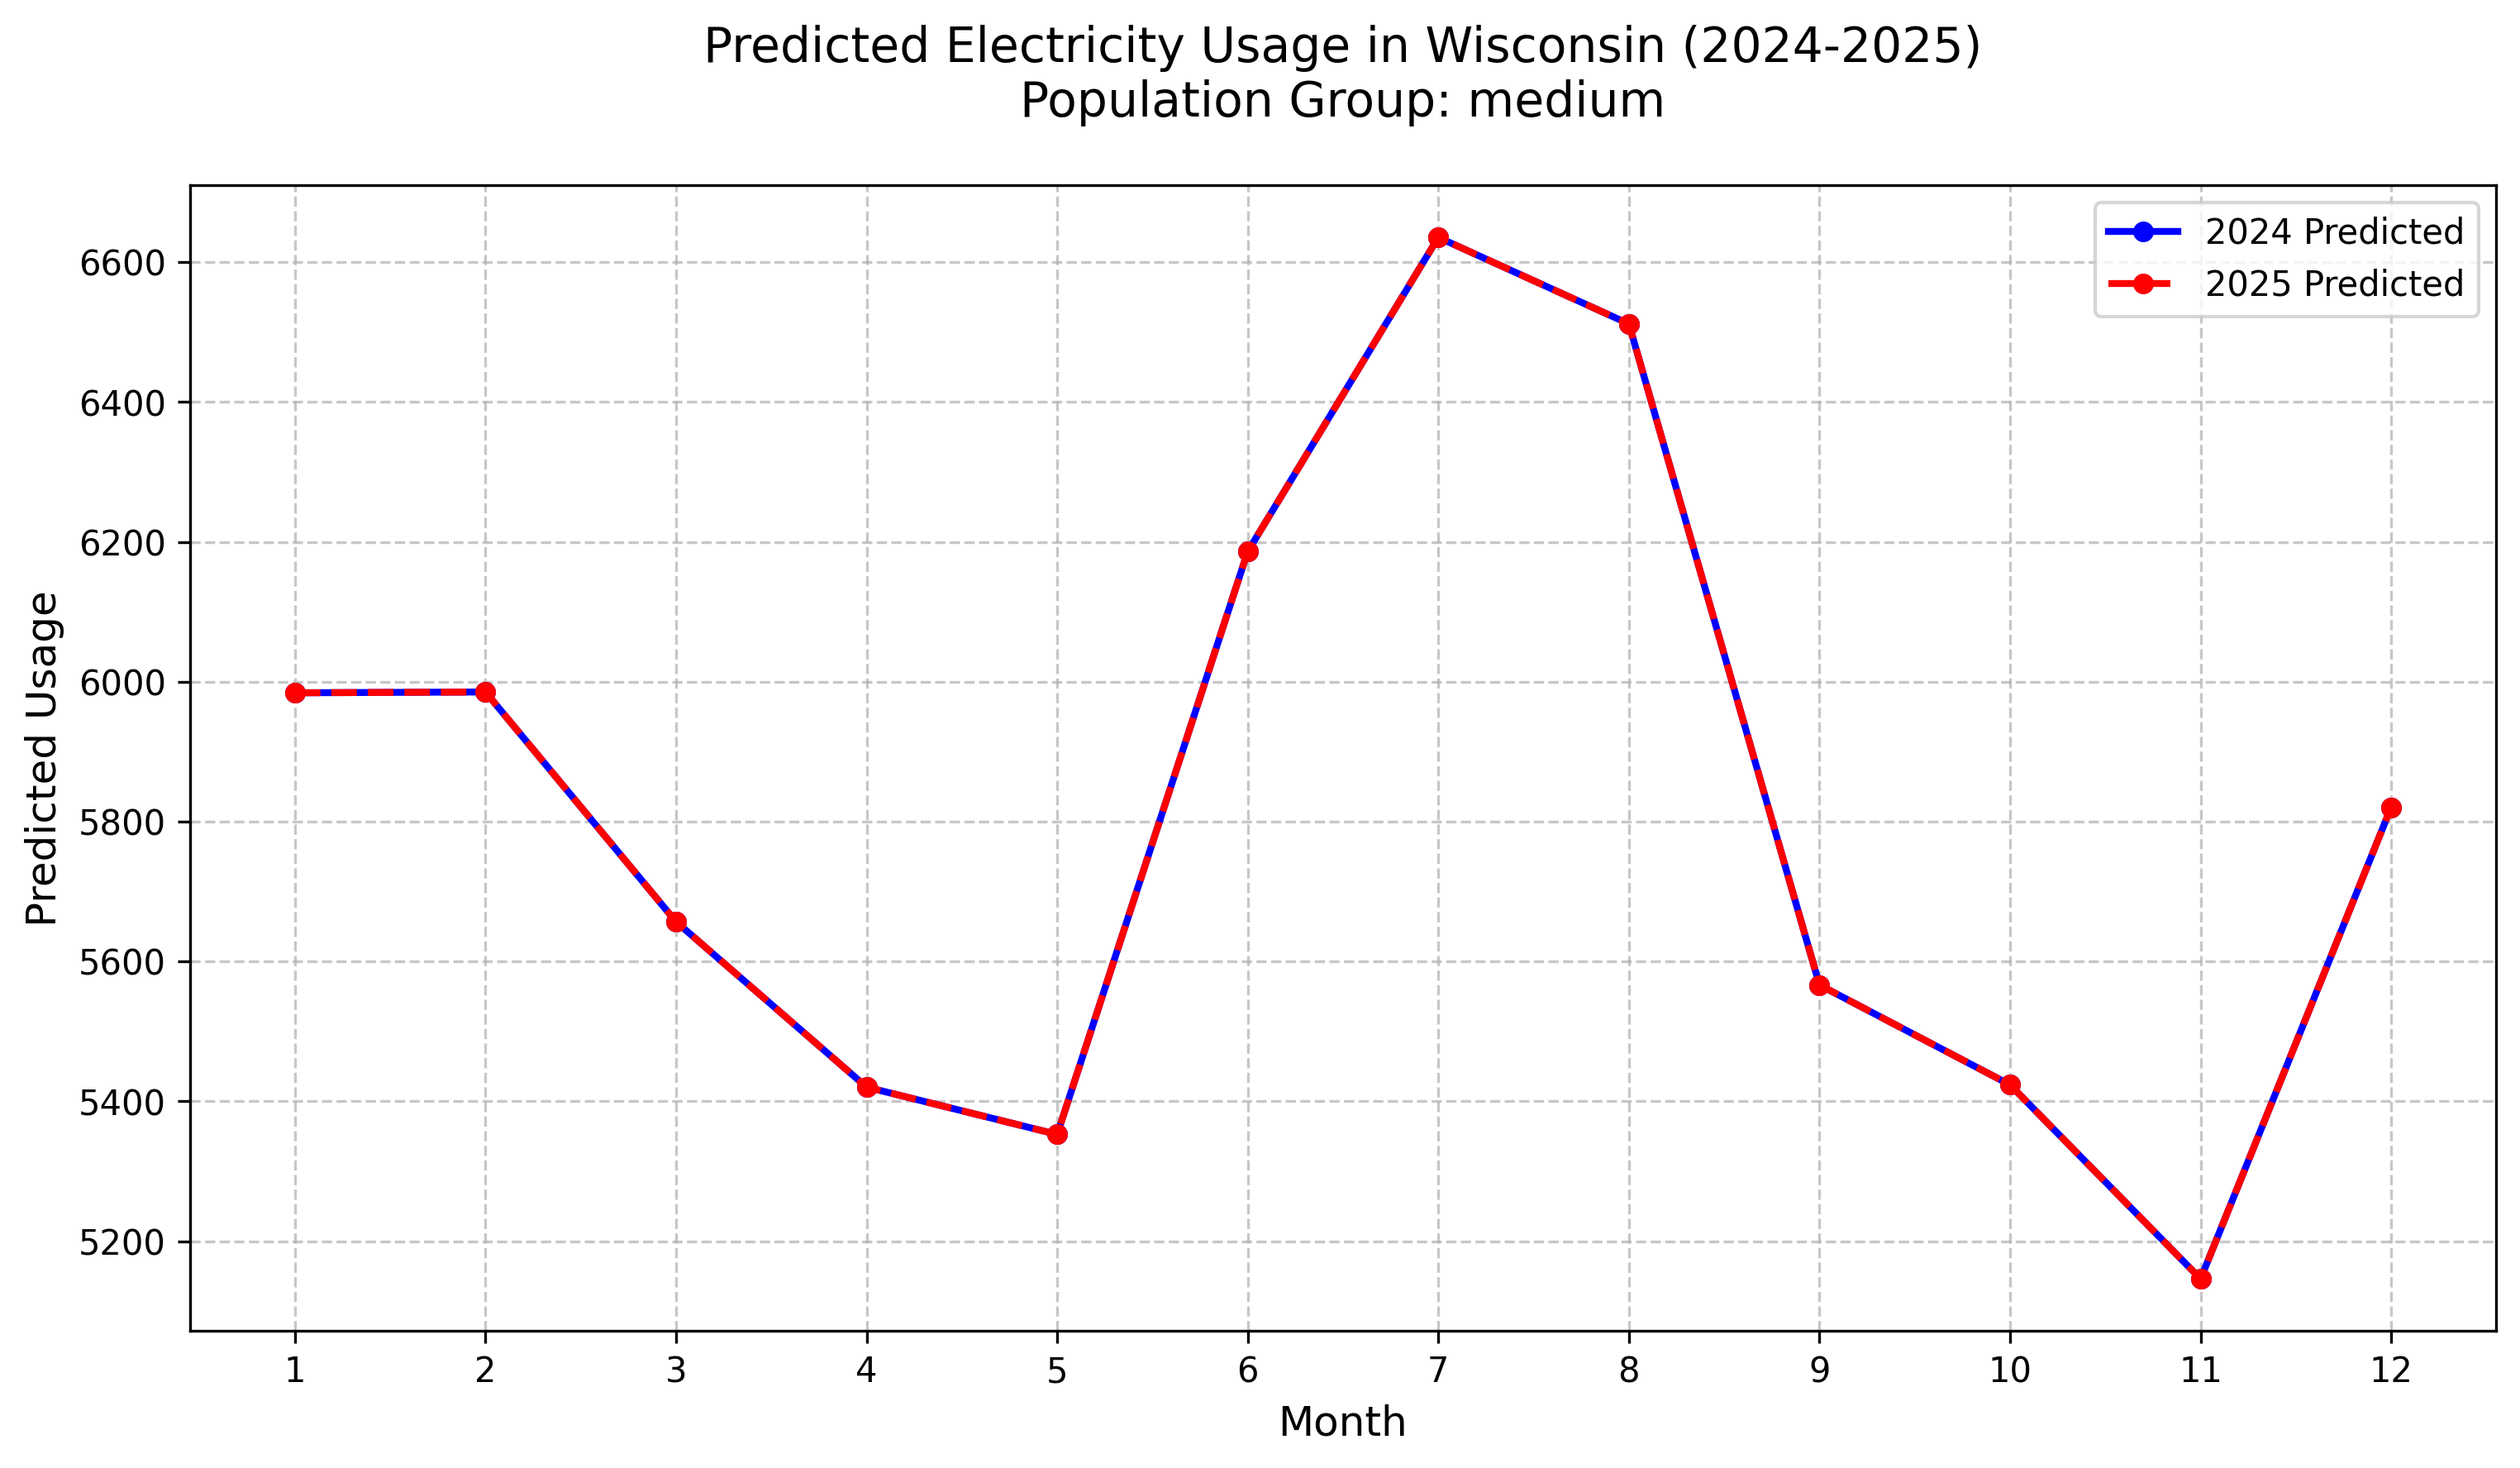 Predicted Electricity Usage in Wisconsin (2024-2025)
Population Group: medium
2024 Predicted
2025 Predicted
Predicted Usage
6600
6400
6200
6000
5800
5600
5400
5200
1 2 3 4 5 6 7 8 9 10 11 12
Month